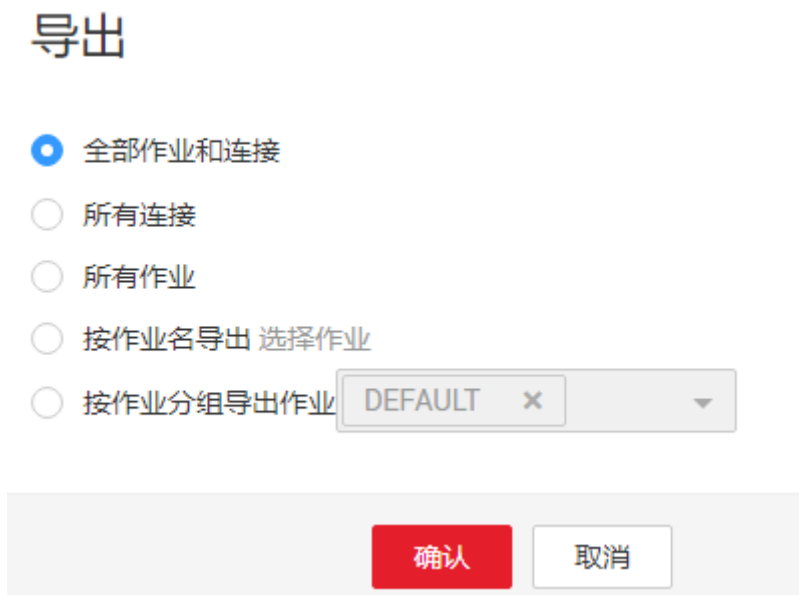 导出
全部作业和连接
所有连接
所有作业
按作业名导出 选择作业
按作业分组导出作业 DEFAULT ×
确认 取消